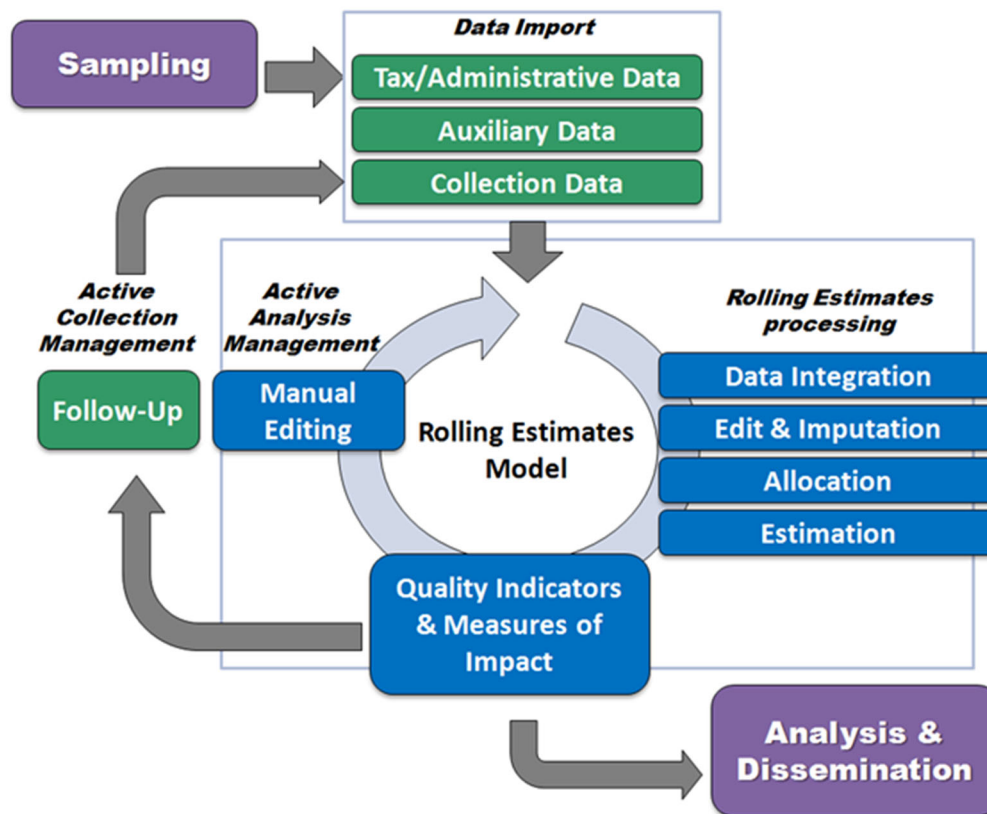 Sampling
Data Import
Tax/Administrative Data
Auxiliary Data
Collection Data
Active
Collection
Management
Follow-Up
Active
Analysis
Management
Manual
Editing
Rolling Estimates
Model
Rolling Estimates
processing
Data Integration
Edit & Imputation
Allocation
Estimation
Quality Indicators
& Measures of
Impact
Analysis &
Dissemination